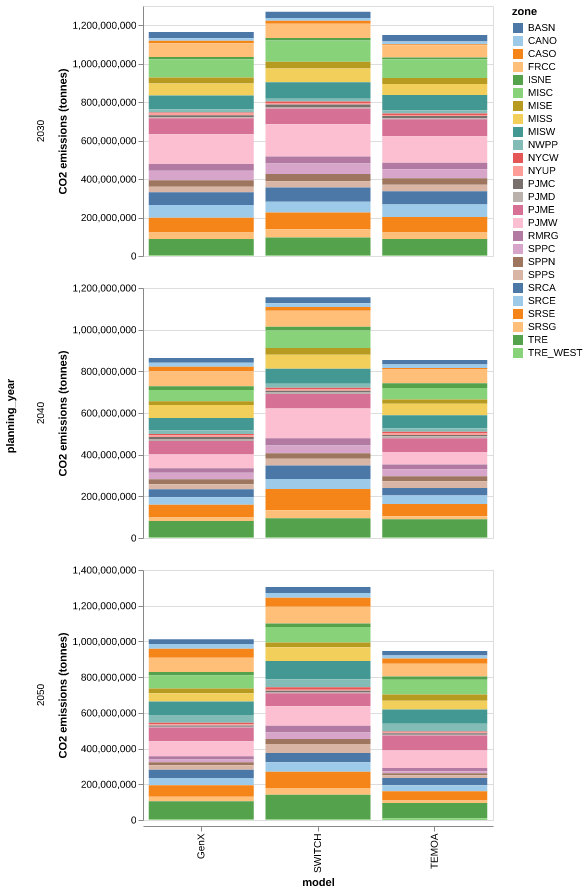 zone
BASN
CANO
CASO
FRCC
ISNE
MISC
MISE
MISS
MISW
NWPP
NYCW
NYUP
PJMC
PJMD
PJME
PJMW
RMRG
SPPC
SPPN
SPPS
SRCA
SRCE
SRSE
SRSG
TRE
TRE_WEST
planning_year
2030
CO2 emissions (tonnes)
1,200,000,000
1,000,000,000
800,000,000
600,000,000
400,000,000
200,000,000
0
2040
CO2 emissions (tonnes)
1,200,000,000
1,000,000,000
800,000,000
600,000,000
400,000,000
200,000,000
0
2050
CO2 emissions (tonnes)
1,400,000,000
1,200,000,000
1,000,000,000
800,000,000
600,000,000
400,000,000
200,000,000
0
GenX
SWITCH
TEMOA
model